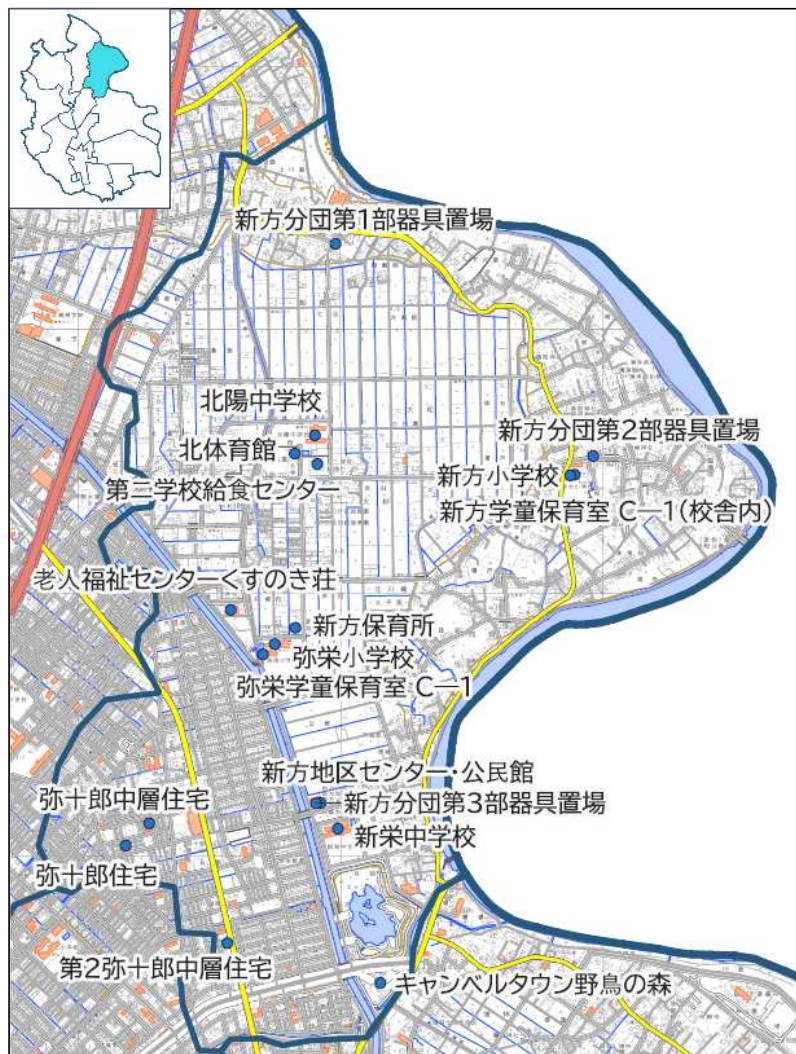 新方分団第1部器具置場
北陽中学校
北体育館
新方分団第2部器具置場
新方小学校
第二学校給食センター
新方学童保育室 C―1(校舎内)
老人福祉センターくすのき荘
新方保育所
弥栄小学校
弥栄学童保育室 C―1
新方地区センター・公民館
弥十郎中層住宅
新方分団第3部器具置場
新栄中学校
弥十郎住宅
第2弥十郎中層住宅
キャンベルタウン野鳥の森